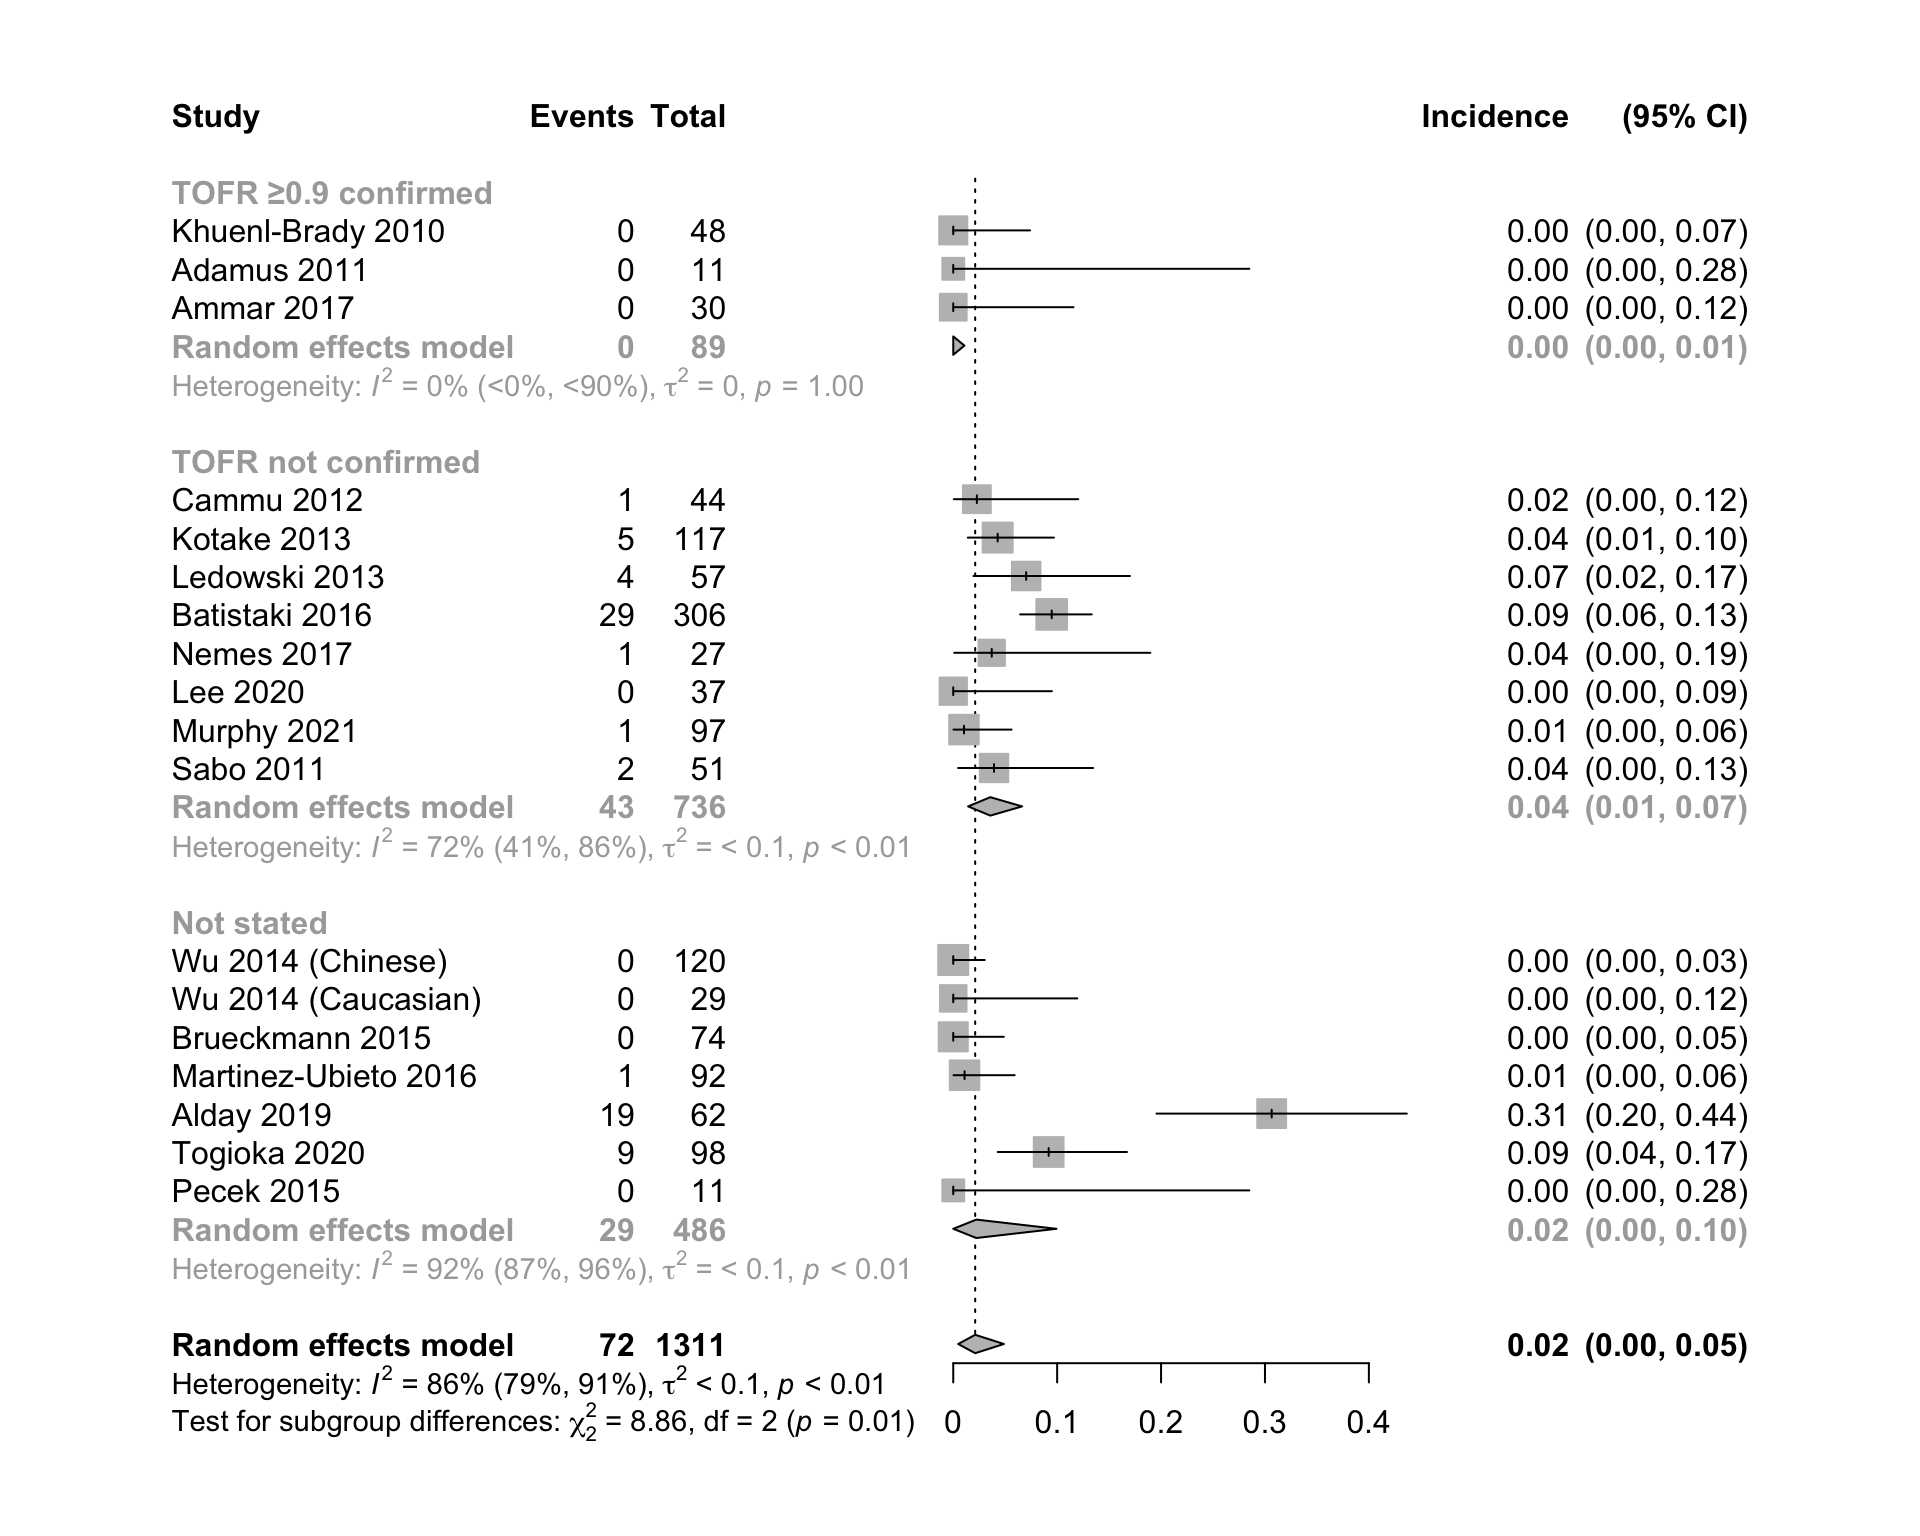 Study Events Total Incidence (95% CI)
TOFR ≥0.9 confirmed
Khuenl-Brady 2010 0 48 0.00 (0.00, 0.07)
Adamus 2011 0 11 0.00 (0.00, 0.28)
Ammar 2017 0 30 0.00 (0.00, 0.12)
Random effects model 0 89 0.00 (0.00, 0.01)
Heterogeneity: I² = 0% (<0%, <90%), τ² = 0, p = 1.00
TOFR not confirmed
Cammu 2012 1 44 0.02 (0.00, 0.12)
Kotake 2013 5 117 0.04 (0.01, 0.10)
Ledowski 2013 4 57 0.07 (0.02, 0.17)
Batistaki 2016 29 306 0.09 (0.06, 0.13)
Nemes 2017 1 27 0.04 (0.00, 0.19)
Lee 2020 0 37 0.00 (0.00, 0.09)
Murphy 2021 1 97 0.01 (0.00, 0.06)
Sabo 2011 2 51 0.04 (0.00, 0.13)
Random effects model 43 736 0.04 (0.01, 0.07)
Heterogeneity: I² = 72% (41%, 86%), τ² = < 0.1, p < 0.01
Not stated
Wu 2014 (Chinese) 0 120 0.00 (0.00, 0.03)
Wu 2014 (Caucasian) 0 29 0.00 (0.00, 0.12)
Brueckmann 2015 0 74 0.00 (0.00, 0.05)
Martinez-Ubieto 2016 1 92 0.01 (0.00, 0.06)
Alday 2019 19 62 0.31 (0.20, 0.44)
Togioka 2020 9 98 0.09 (0.04, 0.17)
Pecek 2015 0 11 0.00 (0.00, 0.28)
Random effects model 29 486 0.02 (0.00, 0.10)
Heterogeneity: I² = 92% (87%, 96%), τ² = < 0.1, p < 0.01
Random effects model 72 1311 0.02 (0.00, 0.05)
Heterogeneity: I² = 86% (79%, 91%), τ² < 0.1, p < 0.01
Test for subgroup differences: χ²₂ = 8.86, df = 2 (p = 0.01) 0 0.1 0.2 0.3 0.4